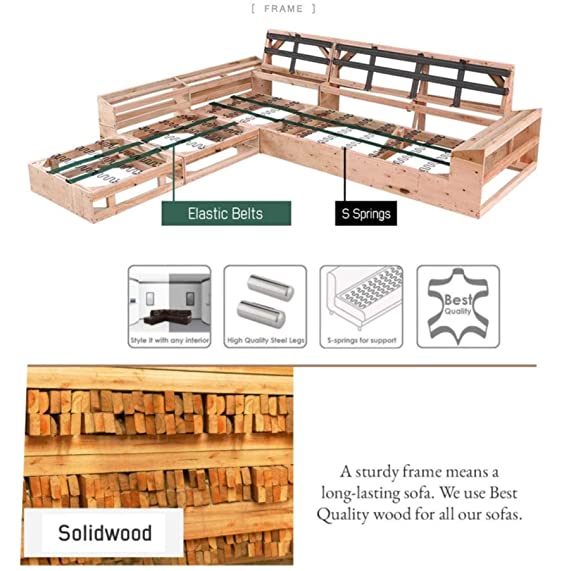 [ FRAME ]
Elastic Belts
S Springs
Style it with any interior
High Quality Steel Legs
S-springs for support
Best
Quality
Solidwood
A sturdy frame means a
long-lasting sofa. We use Best
Quality wood for all our sofas.